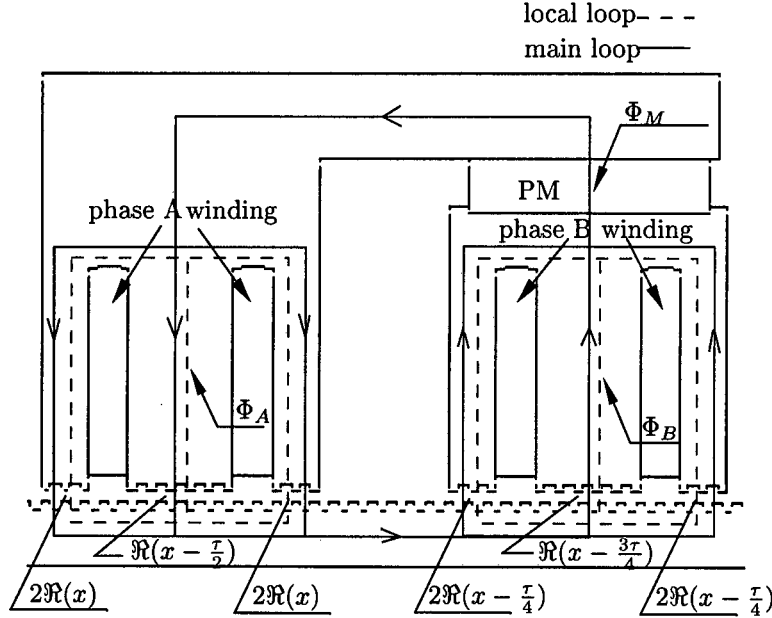 local loop
main loop
Φ_M
PM
phase A winding
phase B winding
Φ_A
Φ_B
ℜ(x − τ/2)
ℜ(x − 3τ/4)
2ℜ(x)
2ℜ(x)
2ℜ(x − τ/4)
2ℜ(x − τ/4)